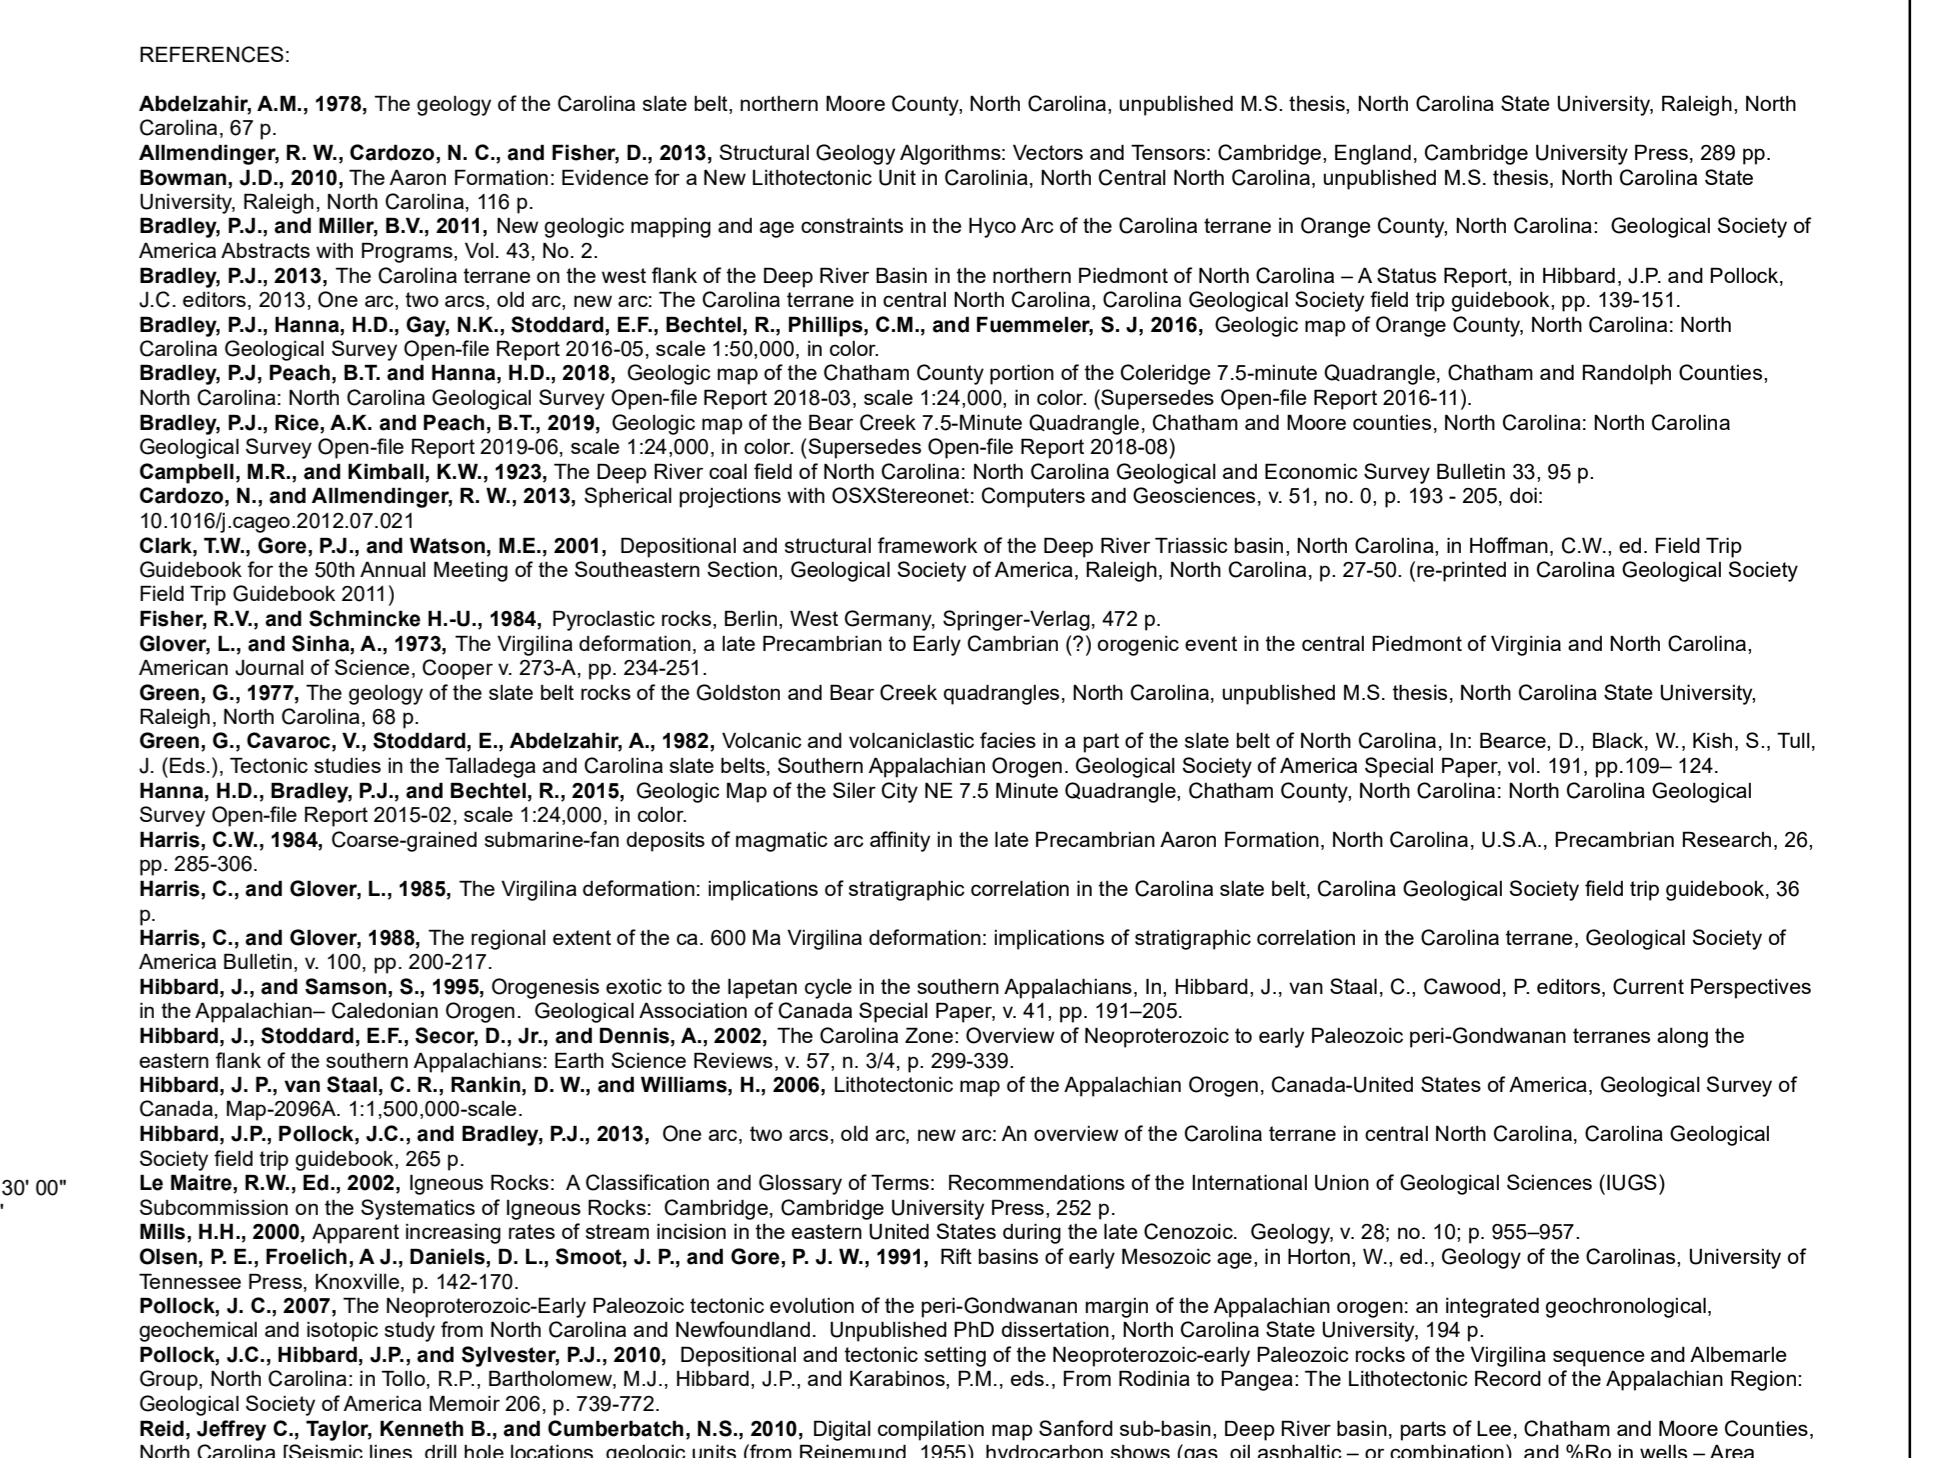 REFERENCES:
Abdelzahir, A.M., 1978, The geology of the Carolina slate belt, northern Moore County, North Carolina, unpublished M.S. thesis, North Carolina State University, Raleigh, North
Carolina, 67 p.
Allmendinger, R. W., Cardozo, N. C., and Fisher, D., 2013, Structural Geology Algorithms: Vectors and Tensors: Cambridge, England, Cambridge University Press, 289 pp.
Bowman, J.D., 2010, The Aaron Formation: Evidence for a New Lithotectonic Unit in Carolinia, North Central North Carolina, unpublished M.S. thesis, North Carolina State
University, Raleigh, North Carolina, 116 p.
Bradley, P.J., and Miller, B.V., 2011, New geologic mapping and age constraints in the Hyco Arc of the Carolina terrane in Orange County, North Carolina:  Geological Society of
America Abstracts with Programs, Vol. 43, No. 2.
Bradley, P.J., 2013, The Carolina terrane on the west flank of the Deep River Basin in the northern Piedmont of North Carolina – A Status Report, in Hibbard, J.P. and Pollock,
J.C. editors, 2013, One arc, two arcs, old arc, new arc: The Carolina terrane in central North Carolina, Carolina Geological Society field trip guidebook, pp. 139-151.
Bradley, P.J., Hanna, H.D., Gay, N.K., Stoddard, E.F., Bechtel, R., Phillips, C.M., and Fuemmeler, S. J, 2016,  Geologic map of Orange County, North Carolina: North
Carolina Geological Survey Open-file Report 2016-05, scale 1:50,000, in color.
Bradley, P.J, Peach, B.T. and Hanna, H.D., 2018,  Geologic map of the Chatham County portion of the Coleridge 7.5-minute Quadrangle, Chatham and Randolph Counties,
North Carolina: North Carolina Geological Survey Open-file Report 2018-03, scale 1:24,000, in color. (Supersedes Open-file Report 2016-11).
Bradley, P.J., Rice, A.K. and Peach, B.T., 2019,  Geologic map of the Bear Creek 7.5-Minute Quadrangle, Chatham and Moore counties, North Carolina: North Carolina
Geological Survey Open-file Report 2019-06, scale 1:24,000, in color. (Supersedes Open-file Report 2018-08)
Campbell, M.R., and Kimball, K.W., 1923, The Deep River coal field of North Carolina: North Carolina Geological and Economic Survey Bulletin 33, 95 p.
Cardozo, N., and Allmendinger, R. W., 2013, Spherical projections with OSXStereonet: Computers and Geosciences, v. 51, no. 0, p. 193 - 205, doi:
10.1016/j.cageo.2012.07.021
Clark, T.W., Gore, P.J., and Watson, M.E., 2001,  Depositional and structural framework of the Deep River Triassic basin, North Carolina, in Hoffman, C.W., ed. Field Trip
Guidebook for the 50th Annual Meeting of the Southeastern Section, Geological Society of America, Raleigh, North Carolina, p. 27-50. (re-printed in Carolina Geological Society
Field Trip Guidebook 2011)
Fisher, R.V., and Schmincke H.-U., 1984,  Pyroclastic rocks, Berlin, West Germany, Springer-Verlag, 472 p.
Glover, L., and Sinha, A., 1973, The Virgilina deformation, a late Precambrian to Early Cambrian (?) orogenic event in the central Piedmont of Virginia and North Carolina,
American Journal of Science, Cooper v. 273-A, pp. 234-251.
Green, G., 1977, The geology of the slate belt rocks of the Goldston and Bear Creek quadrangles, North Carolina, unpublished M.S. thesis, North Carolina State University,
Raleigh, North Carolina, 68 p.
Green, G., Cavaroc, V., Stoddard, E., Abdelzahir, A., 1982, Volcanic and volcaniclastic facies in a part of the slate belt of North Carolina, In: Bearce, D., Black, W., Kish, S., Tull,
J. (Eds.), Tectonic studies in the Talladega and Carolina slate belts, Southern Appalachian Orogen. Geological Society of America Special Paper, vol. 191, pp.109– 124.
Hanna, H.D., Bradley, P.J., and Bechtel, R., 2015,  Geologic Map of the Siler City NE 7.5 Minute Quadrangle, Chatham County, North Carolina: North Carolina Geological
Survey Open-file Report 2015-02, scale 1:24,000, in color.
Harris, C.W., 1984, Coarse-grained submarine-fan deposits of magmatic arc affinity in the late Precambrian Aaron Formation, North Carolina, U.S.A., Precambrian Research, 26,
pp. 285-306.
Harris, C., and Glover, L., 1985, The Virgilina deformation: implications of stratigraphic correlation in the Carolina slate belt, Carolina Geological Society field trip guidebook, 36
p.
Harris, C., and Glover, 1988, The regional extent of the ca. 600 Ma Virgilina deformation: implications of stratigraphic correlation in the Carolina terrane, Geological Society of
America Bulletin, v. 100, pp. 200-217.
Hibbard, J., and Samson, S., 1995, Orogenesis exotic to the Iapetan cycle in the southern Appalachians, In, Hibbard, J., van Staal, C., Cawood, P. editors, Current Perspectives
in the Appalachian– Caledonian Orogen.  Geological Association of Canada Special Paper, v. 41, pp. 191–205.
Hibbard, J., Stoddard, E.F., Secor, D., Jr., and Dennis, A., 2002,  The Carolina Zone: Overview of Neoproterozoic to early Paleozoic peri-Gondwanan terranes along the
eastern flank of the southern Appalachians: Earth Science Reviews, v. 57, n. 3/4, p. 299-339.
Hibbard, J. P., van Staal, C. R., Rankin, D. W., and Williams, H., 2006, Lithotectonic map of the Appalachian Orogen, Canada-United States of America, Geological Survey of
Canada, Map-2096A. 1:1,500,000-scale.
Hibbard, J.P., Pollock, J.C., and Bradley, P.J., 2013,  One arc, two arcs, old arc, new arc: An overview of the Carolina terrane in central North Carolina, Carolina Geological
Society field trip guidebook, 265 p.
30' 00"
'
Le Maitre, R.W., Ed., 2002, Igneous Rocks:  A Classification and Glossary of Terms:  Recommendations of the International Union of Geological Sciences (IUGS)
Subcommission on the Systematics of Igneous Rocks:  Cambridge, Cambridge University Press, 252 p.
Mills, H.H., 2000, Apparent increasing rates of stream incision in the eastern United States during the late Cenozoic.  Geology, v. 28; no. 10; p. 955–957.
Olsen, P. E., Froelich, A J., Daniels, D. L., Smoot, J. P., and Gore, P. J. W., 1991,  Rift basins of early Mesozoic age, in Horton, W., ed., Geology of the Carolinas, University of
Tennessee Press, Knoxville, p. 142-170.
Pollock, J. C., 2007, The Neoproterozoic-Early Paleozoic tectonic evolution of the peri-Gondwanan margin of the Appalachian orogen: an integrated geochronological,
geochemical and isotopic study from North Carolina and Newfoundland.  Unpublished PhD dissertation, North Carolina State University, 194 p.
Pollock, J.C., Hibbard, J.P., and Sylvester, P.J., 2010,  Depositional and tectonic setting of the Neoproterozoic-early Paleozoic rocks of the Virgilina sequence and Albemarle
Group, North Carolina: in Tollo, R.P., Bartholomew, M.J., Hibbard, J.P., and Karabinos, P.M., eds., From Rodinia to Pangea: The Lithotectonic Record of the Appalachian Region:
Geological Society of America Memoir 206, p. 739-772.
Reid, Jeffrey C., Taylor, Kenneth B., and Cumberbatch, N.S., 2010,  Digital compilation map Sanford sub-basin, Deep River basin, parts of Lee, Chatham and Moore Counties,
North Carolina [Seismic lines, drill hole locations, geologic units (from Reinemund, 1955), hydrocarbon shows (gas, oil asphaltic – or combination), and %Ro in wells – Area